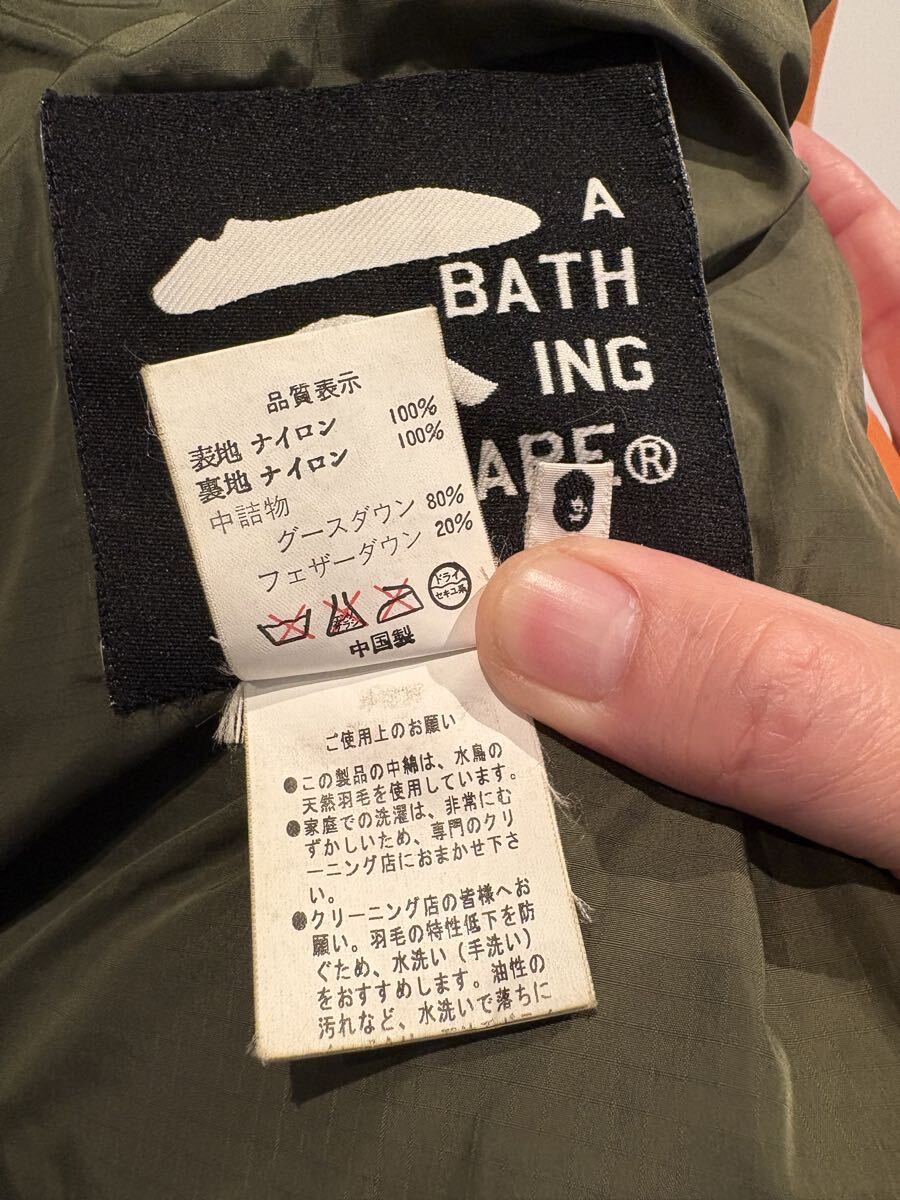 A
BATH
ING
APE®
品質表示
表地 ナイロン 100%
裏地 ナイロン 100%
中詰物
グースダウン 80%
フェザーダウン 20%
ドライ
セキユ系
中国製
ご使用上のお願い
●この製品の中綿は、水鳥の
天然羽毛を使用しています。
●家庭での洗濯は、非常にむ
ずかしいため、専門のクリ
ーニング店におまかせ下さ
い。
●クリーニング店の皆様へお
願い。羽毛の特性低下を防
ぐため、水洗い（手洗い）
をおすすめします。油性の
汚れなど、水洗いで落ちに